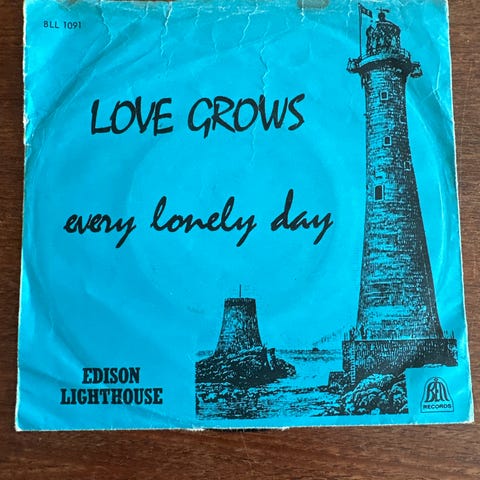 BLL 1091
LOVE GROWS
every lonely day
EDISON
LIGHTHOUSE
Bell
RECORDS